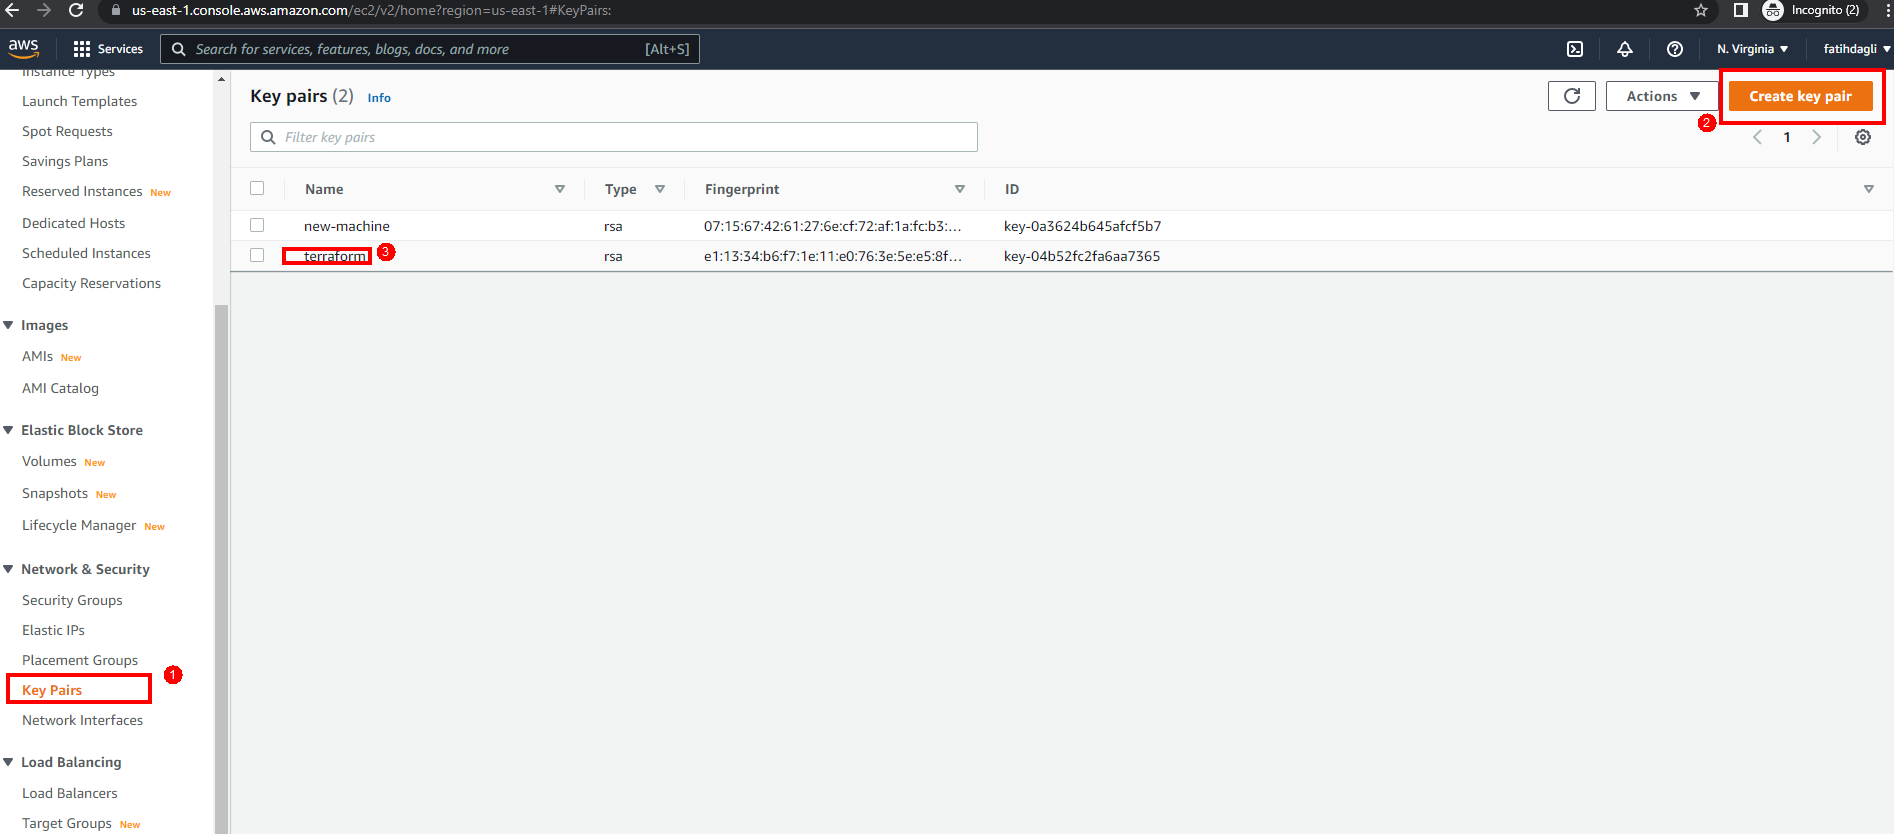 us-east-1.console.aws.amazon.com/ec2/v2/home?region=us-east-1#KeyPairs:
Incognito (2)
aws
Services
Search for services, features, blogs, docs, and more
[Alt+S]
N. Virginia
fatihdagli
Instance Types
Launch Templates
Spot Requests
Savings Plans
Reserved Instances New
Dedicated Hosts
Scheduled Instances
Capacity Reservations
Images
AMIs New
AMI Catalog
Elastic Block Store
Volumes New
Snapshots New
Lifecycle Manager New
Network & Security
Security Groups
Elastic IPs
Placement Groups
Key Pairs
1
Network Interfaces
Load Balancing
Load Balancers
Target Groups New
Key pairs (2) Info
Actions
Create key pair
2
Filter key pairs
1
Name Type Fingerprint ID
new-machine rsa 07:15:67:42:61:27:6e:cf:72:af:1a:fc:b3:... key-0a3624b645afcf5b7
terraform 3 rsa e1:13:34:b6:f7:1e:11:e0:76:3e:5e:e5:8f... key-04b52fc2fa6aa7365